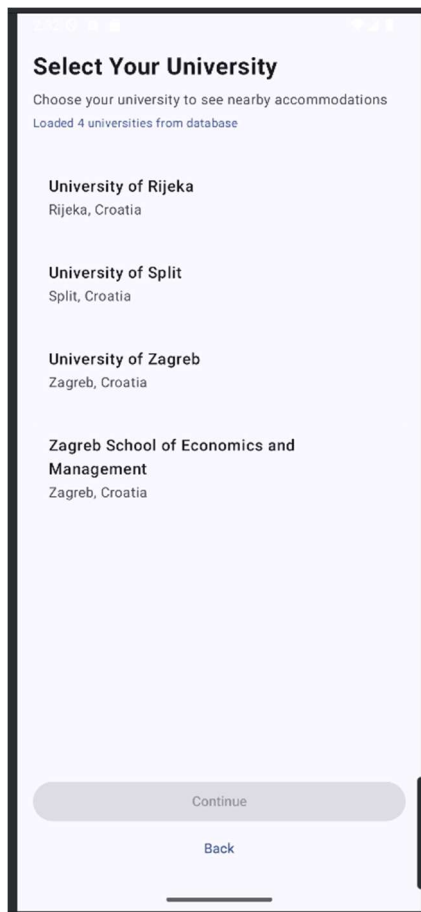 Select Your University
Choose your university to see nearby accommodations
Loaded 4 universities from database
University of Rijeka
Rijeka, Croatia
University of Split
Split, Croatia
University of Zagreb
Zagreb, Croatia
Zagreb School of Economics and
Management
Zagreb, Croatia
Continue
Back